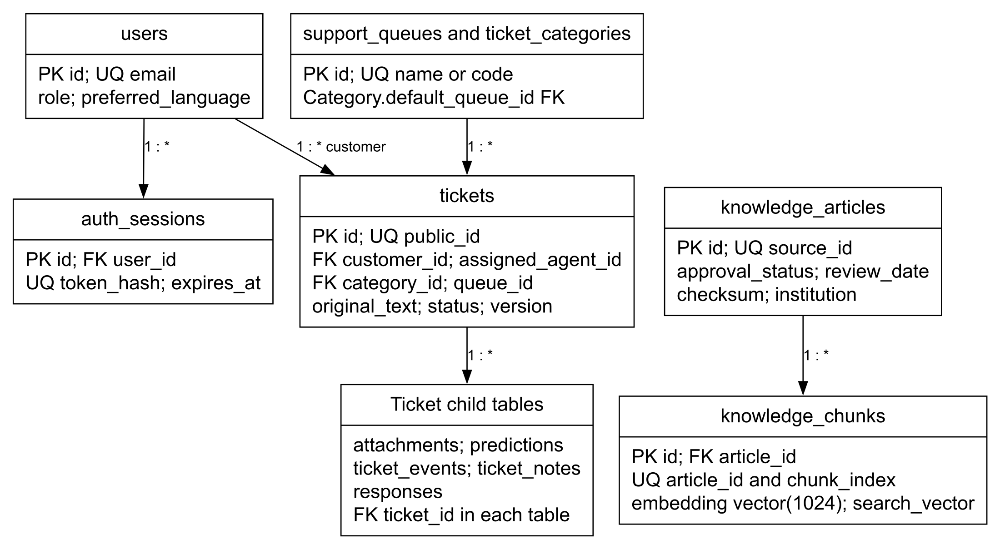 users
PK id; UQ email
role; preferred_language
support_queues and ticket_categories
PK id; UQ name or code
Category.default_queue_id FK
1 : *
1 : * customer
1 : *
auth_sessions
PK id; FK user_id
UQ token_hash; expires_at
tickets
PK id; UQ public_id
FK customer_id; assigned_agent_id
FK category_id; queue_id
original_text; status; version
knowledge_articles
PK id; UQ source_id
approval_status; review_date
checksum; institution
1 : *
1 : *
Ticket child tables
attachments; predictions
ticket_events; ticket_notes
responses
FK ticket_id in each table
knowledge_chunks
PK id; FK article_id
UQ article_id and chunk_index
embedding vector(1024); search_vector